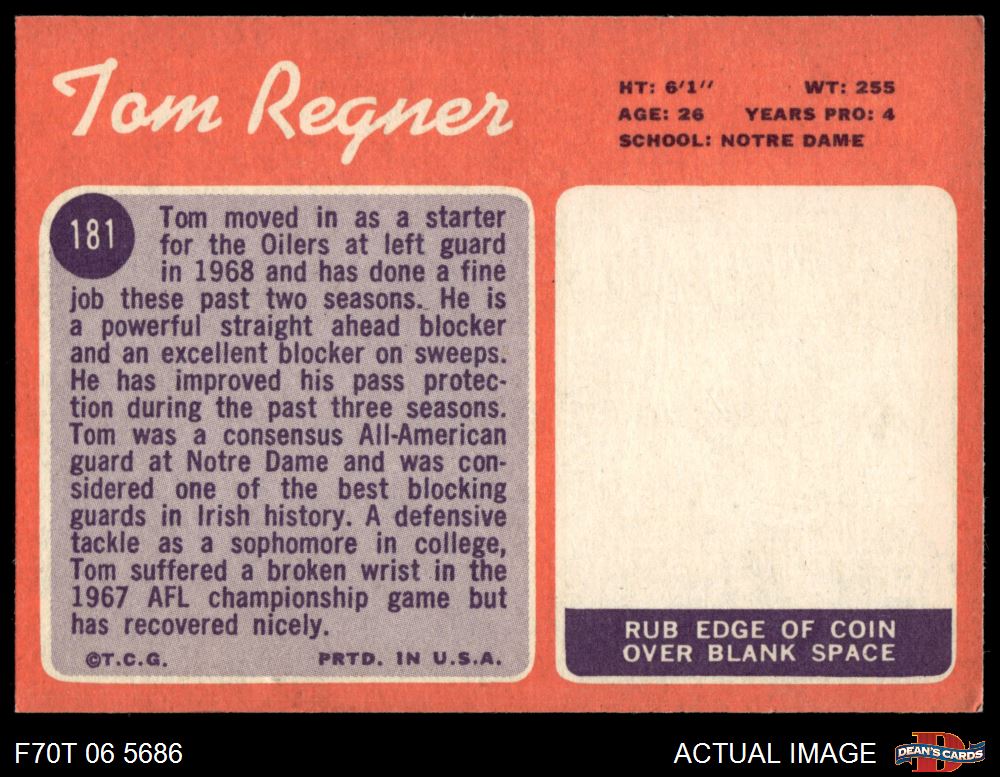 Tom Regner
HT: 6'1" WT: 255
AGE: 26 YEARS PRO: 4
SCHOOL: NOTRE DAME
181
Tom moved in as a starter
for the Oilers at left guard
in 1968 and has done a fine
job these past two seasons. He is
a powerful straight ahead blocker
and an excellent blocker on sweeps.
He has improved his pass protec-
tion during the past three seasons.
Tom was a consensus All-American
guard at Notre Dame and was con-
sidered one of the best blocking
guards in Irish history. A defensive
tackle as a sophomore in college,
Tom suffered a broken wrist in the
1967 AFL championship game but
has recovered nicely.
©T.C.G. PRTD. IN U.S.A.
RUB EDGE OF COIN
OVER BLANK SPACE
F70T 06 5686
ACTUAL IMAGE
D
DEAN'S CARDS